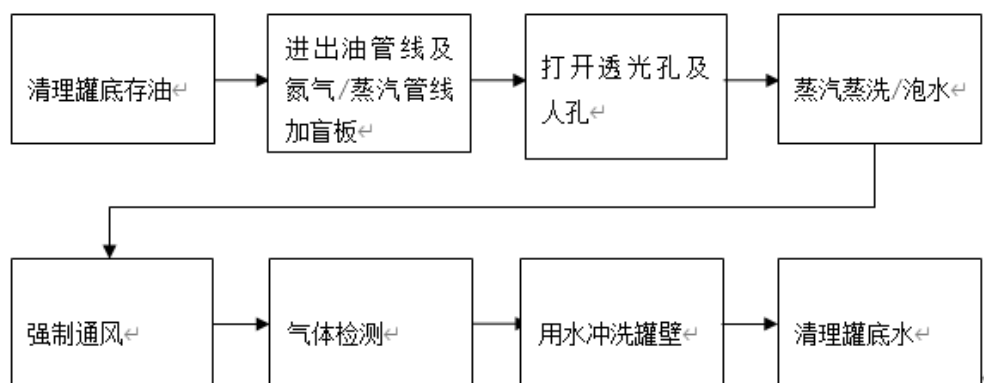 清理罐底存油
进出油管线及
氮气/蒸汽管线
加盲板
打开透光孔及
人孔
蒸汽蒸洗/泡水
强制通风
气体检测
用水冲洗罐壁
清理罐底水